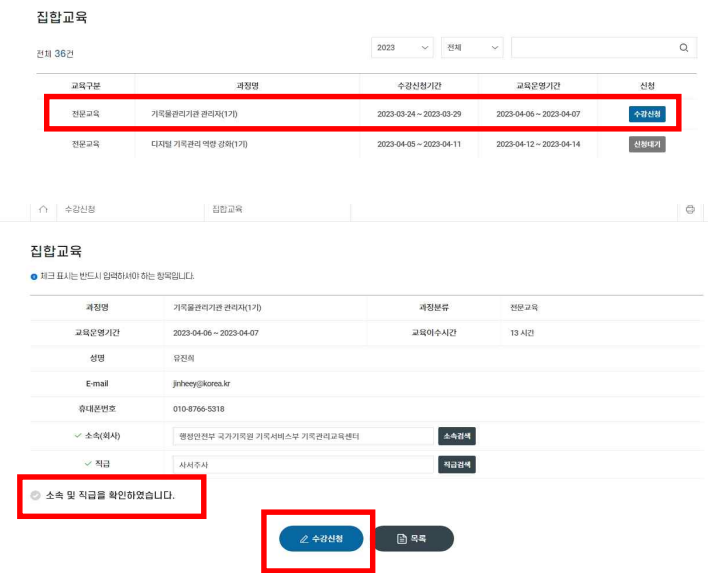 집합교육
전체 36건
2023 전체
교육구분 과정명 수강신청기간 교육운영기간 신청
전문교육 기록물관리기관 관리자(1기) 2023-03-24 ~ 2023-03-29 2023-04-06 ~ 2023-04-07 수강신청
전문교육 디지털 기록관리 역량 강화(1기) 2023-04-05 ~ 2023-04-11 2023-04-12 ~ 2023-04-14 신청대기
수강신청 집합교육
집합교육
체크 표시는 반드시 입력하셔야 하는 항목입니다.
과정명 기록물관리기관 관리자(1기) 과정분류 전문교육
교육운영기간 2023-04-06 ~ 2023-04-07 교육이수시간 13 시간
성명 유진희
E-mail jinheey@korea.kr
휴대폰번호 010-8766-5318
소속(회사) 행정안전부 국가기록원 기록서비스부 기록관리교육센터 소속검색
직급 사서주사 직급검색
소속 및 직급을 확인하였습니다.
수강신청 목록